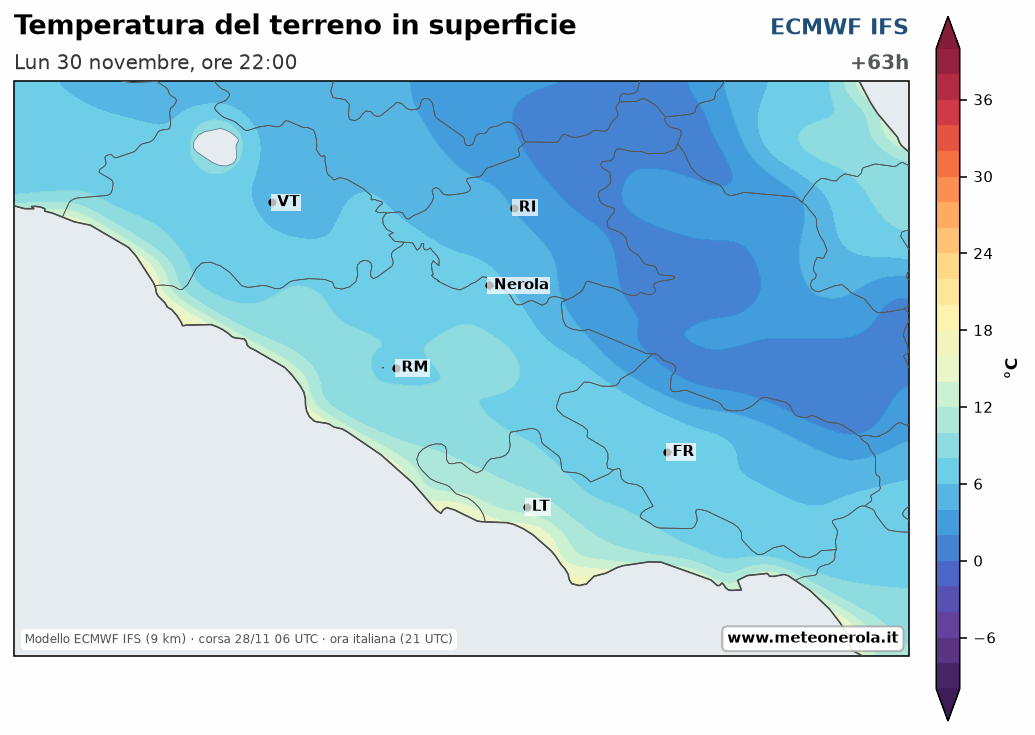 Temperatura del terreno in superficie
ECMWF IFS
Lun 30 novembre, ore 22:00
+63h
VT
RI
Nerola
RM
FR
LT
36
30
24
18
12
6
0
−6
°C
Modello ECMWF IFS (9 km) · corsa 28/11 06 UTC · ora italiana (21 UTC)
www.meteonerola.it